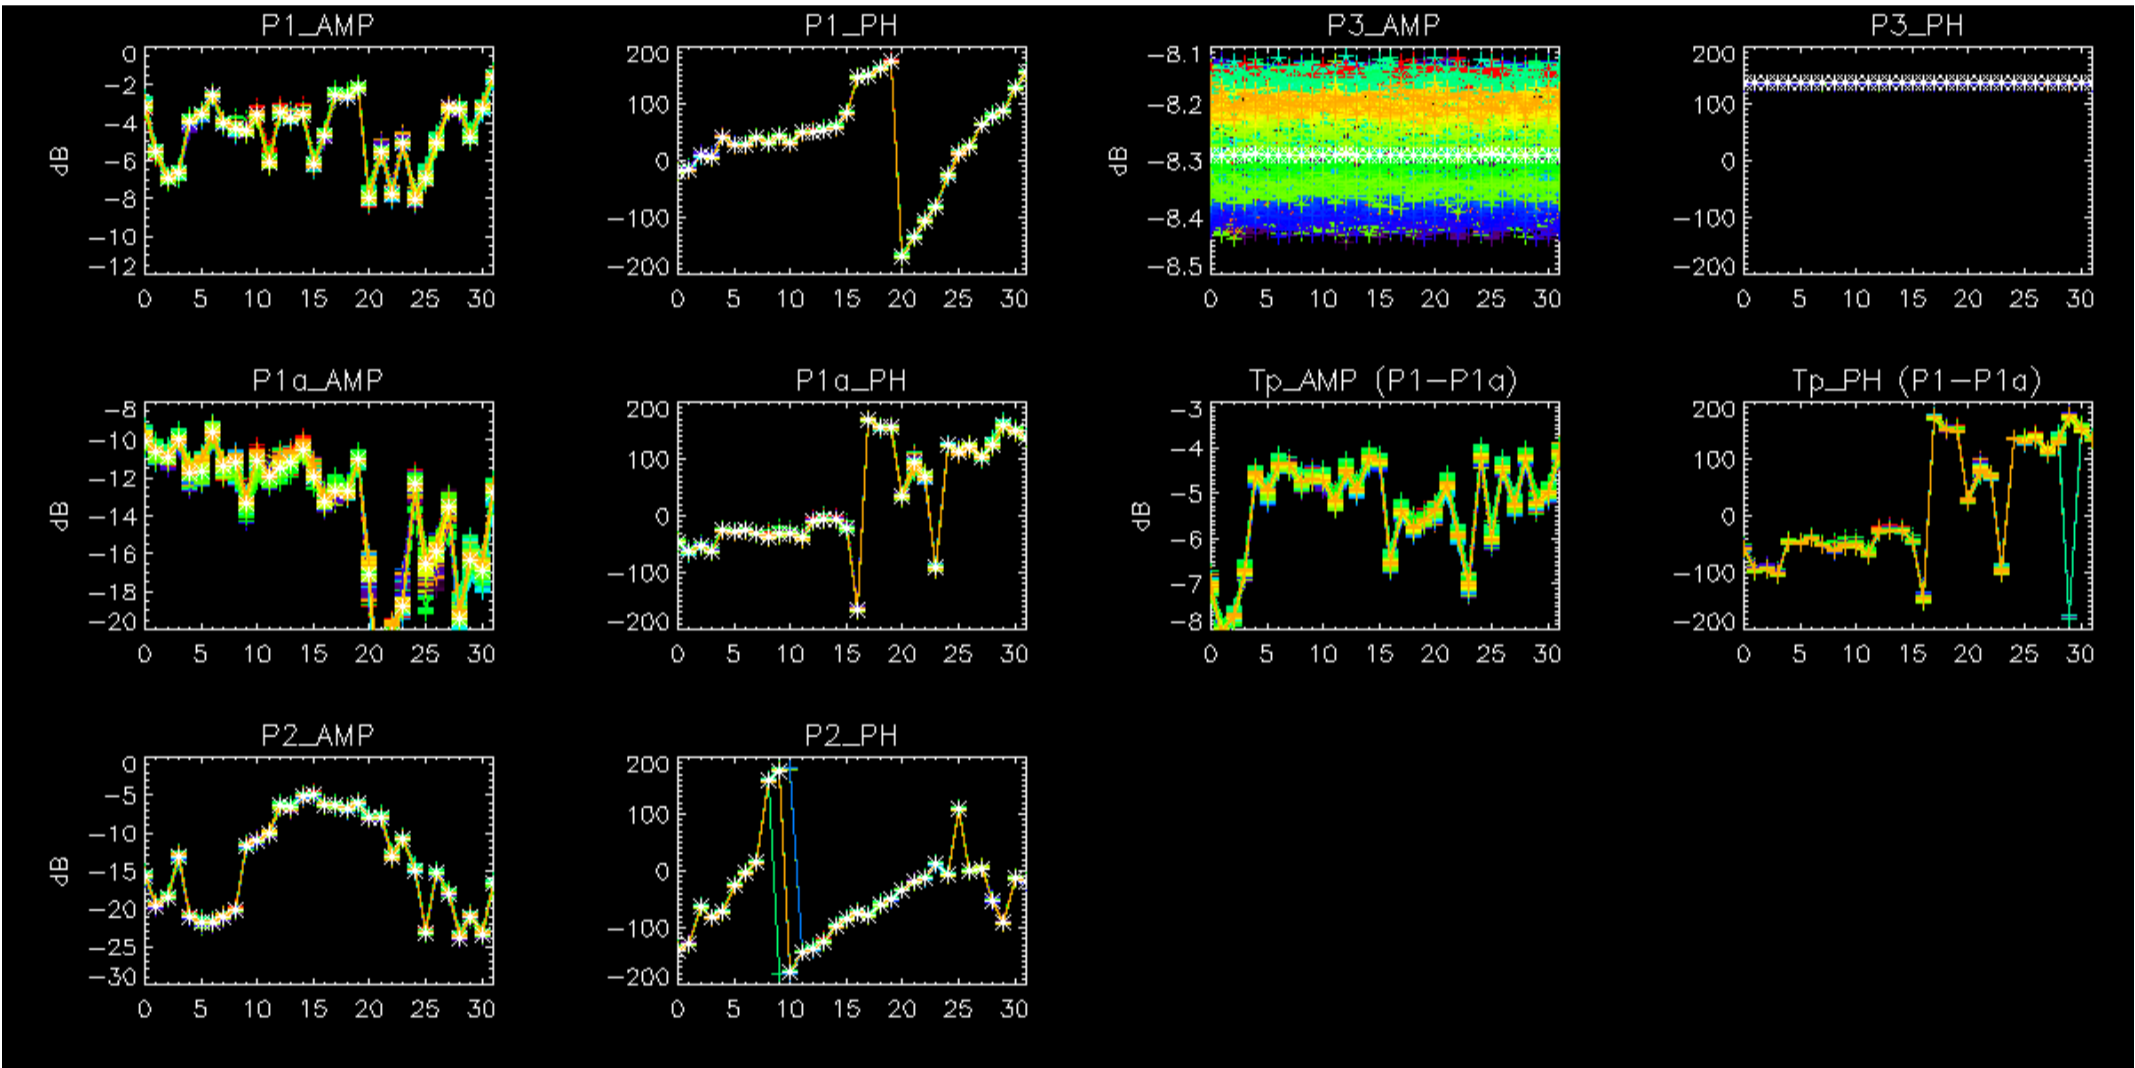 P1_AMP
0
−2
−4
−6
−8
−10
−12
dB
0 5 10 15 20 25 30
P1_PH
200
100
0
−100
−200
0 5 10 15 20 25 30
P3_AMP
−8.1
−8.2
−8.3
−8.4
−8.5
dB
0 5 10 15 20 25 30
P3_PH
200
100
0
−100
−200
0 5 10 15 20 25 30
P1a_AMP
−8
−10
−12
−14
−16
−18
−20
dB
0 5 10 15 20 25 30
P1a_PH
200
100
0
−100
−200
0 5 10 15 20 25 30
Tp_AMP (P1−P1a)
−3
−4
−5
−6
−7
−8
dB
0 5 10 15 20 25 30
Tp_PH (P1−P1a)
200
100
0
−100
−200
0 5 10 15 20 25 30
P2_AMP
0
−5
−10
−15
−20
−25
−30
dB
0 5 10 15 20 25 30
P2_PH
200
100
0
−100
−200
0 5 10 15 20 25 30